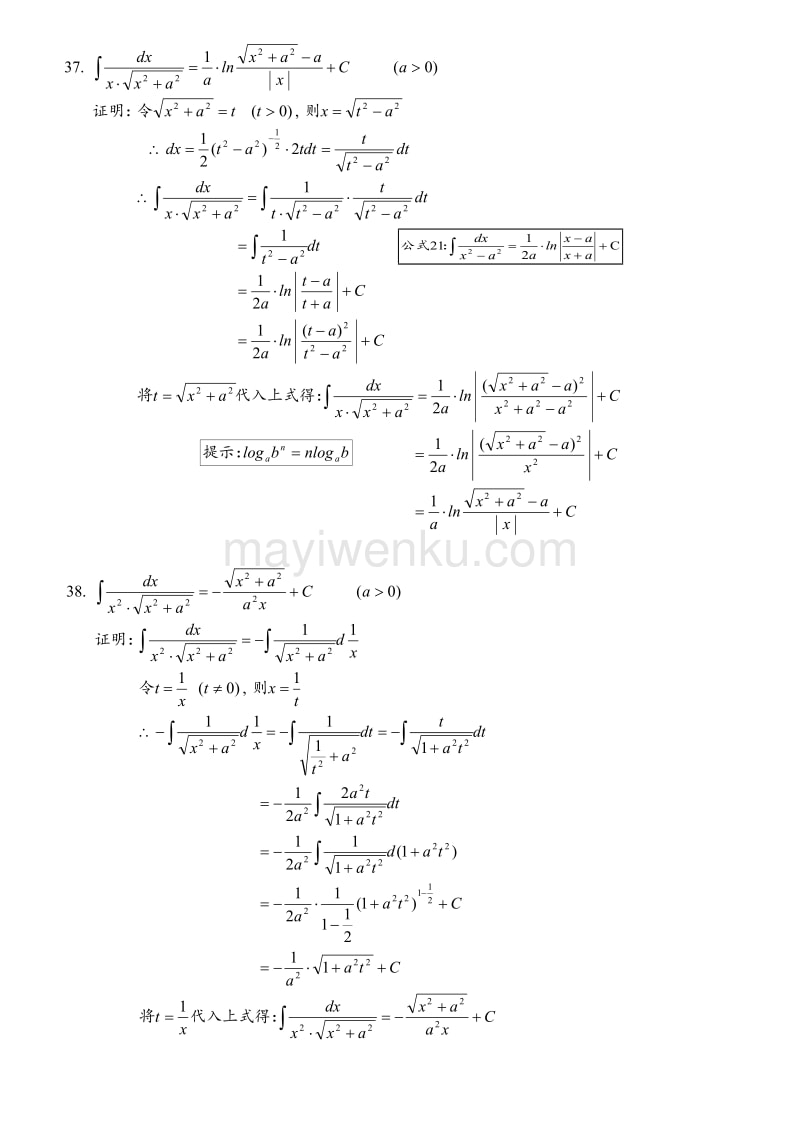 37. ∫ dx/(x·√(x²+a²)) = 1/a · ln (√(x²+a²) − a)/|x| + C (a > 0)
证明: 令√(x²+a²) = t (t > 0), 则x = √(t²−a²)
∴ dx = 1/2 (t²−a²)^(−1/2) · 2tdt = t/√(t²−a²) dt
∴ ∫ dx/(x·√(x²+a²)) = ∫ 1/(t·√(t²−a²)) · t/√(t²−a²) dt
= ∫ 1/(t²−a²) dt
公式21: ∫ dx/(x²−a²) = 1/2a · ln |(x−a)/(x+a)| + C
= 1/2a · ln |(t−a)/(t+a)| + C
= 1/2a · ln |(t−a)²/(t²−a²)| + C
将t = √(x²+a²) 代入上式得: ∫ dx/(x·√(x²+a²)) = 1/2a · ln |(√(x²+a²) − a)²/(x²+a²−a²)| + C
提示: logₐbⁿ = nlogₐb
= 1/2a · ln |(√(x²+a²) − a)²/x²| + C
= 1/a · ln (√(x²+a²) − a)/|x| + C
mayiwenku.com
38. ∫ dx/(x²·√(x²+a²)) = − √(x²+a²)/(a²x) + C (a > 0)
证明: ∫ dx/(x²·√(x²+a²)) = −∫ 1/√(x²+a²) d 1/x
令t = 1/x (t ≠ 0), 则x = 1/t
∴ −∫ 1/√(x²+a²) d 1/x = −∫ 1/√(1/t² + a²) dt = −∫ t/√(1+a²t²) dt
= − 1/2a² ∫ 2a²t/√(1+a²t²) dt
= − 1/2a² ∫ 1/√(1+a²t²) d(1+a²t²)
= − 1/2a² · 1/(1−1/2) (1+a²t²)^(1−1/2) + C
= − 1/a² · √(1+a²t²) + C
将t = 1/x 代入上式得: ∫ dx/(x²·√(x²+a²)) = − √(x²+a²)/(a²x) + C